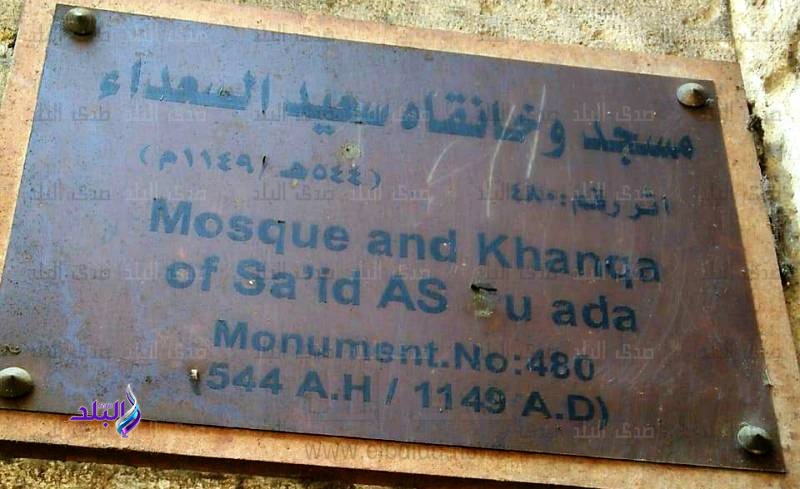 مسجد وخانقاه سعيد السعداء
اثر رقم: ٤٨٠ (٥٤٤هـ / ١١٤٩م)
Mosque and Khanqa
of Sa'id AS u ada
Monument.No:480
(544 A.H / 1149 A.D)
البلد